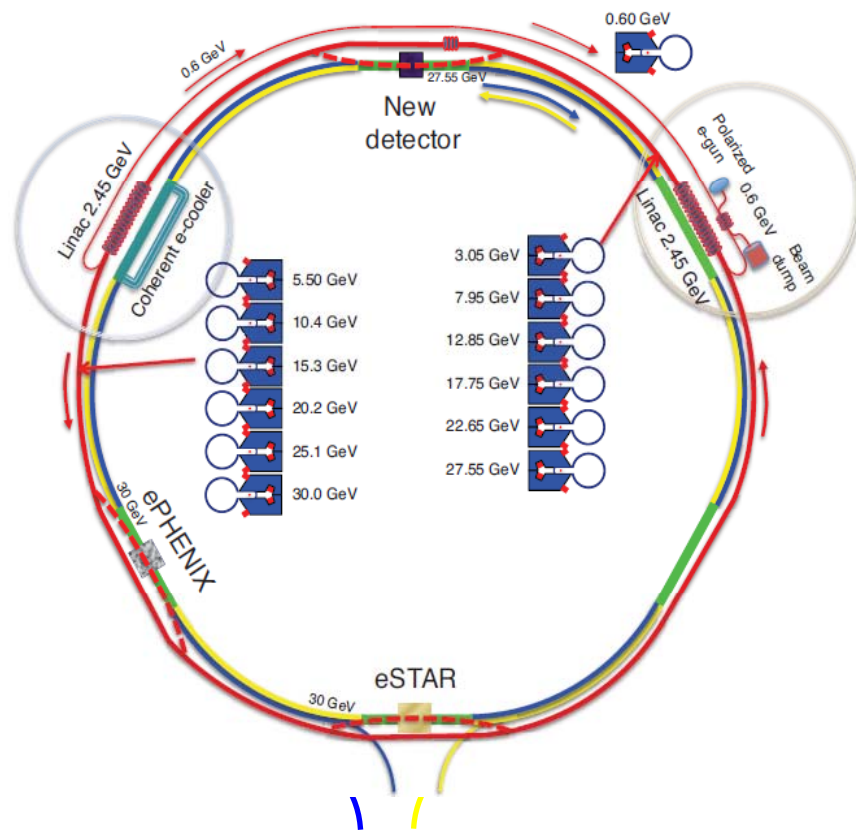 0.60 GeV
0.6 GeV
27.55 GeV
New
detector
Polarized
e-gun
0.6 GeV
Beam
dump
Linac 2.45 GeV
Linac 2.45 GeV
Coherent e-cooler
5.50 GeV
10.4 GeV
15.3 GeV
20.2 GeV
25.1 GeV
30.0 GeV
3.05 GeV
7.95 GeV
12.85 GeV
17.75 GeV
22.65 GeV
27.55 GeV
30 GeV
ePHENIX
eSTAR
30 GeV